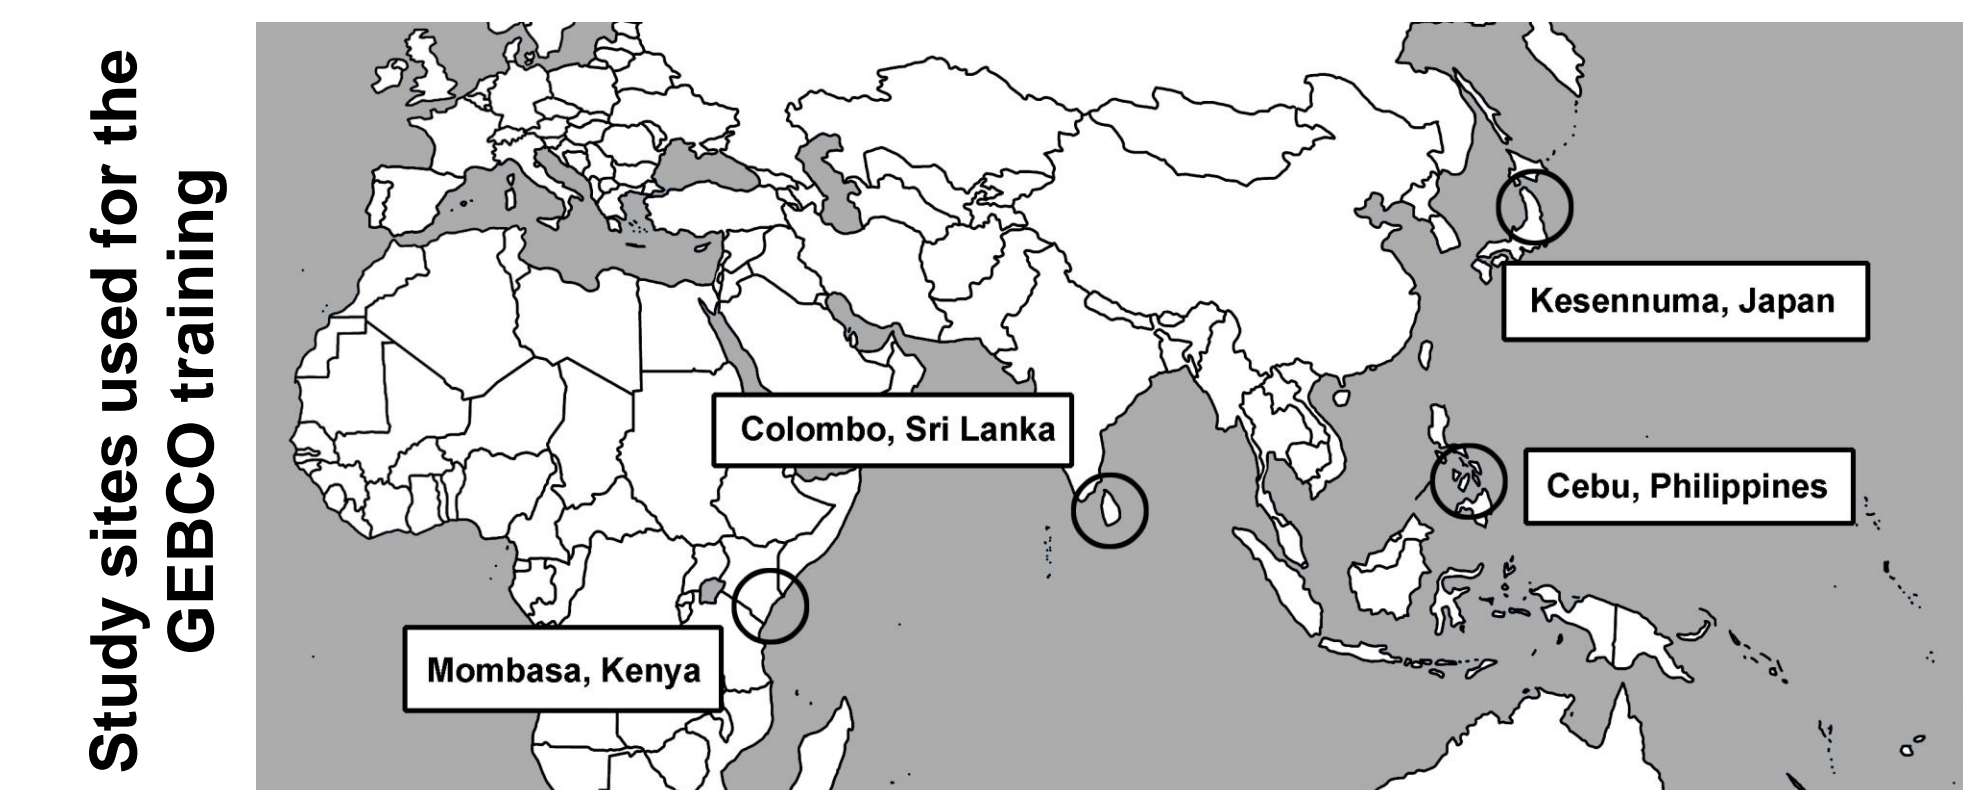 Study sites used for the
GEBCO training
Kesennuma, Japan
Colombo, Sri Lanka
Cebu, Philippines
Mombasa, Kenya